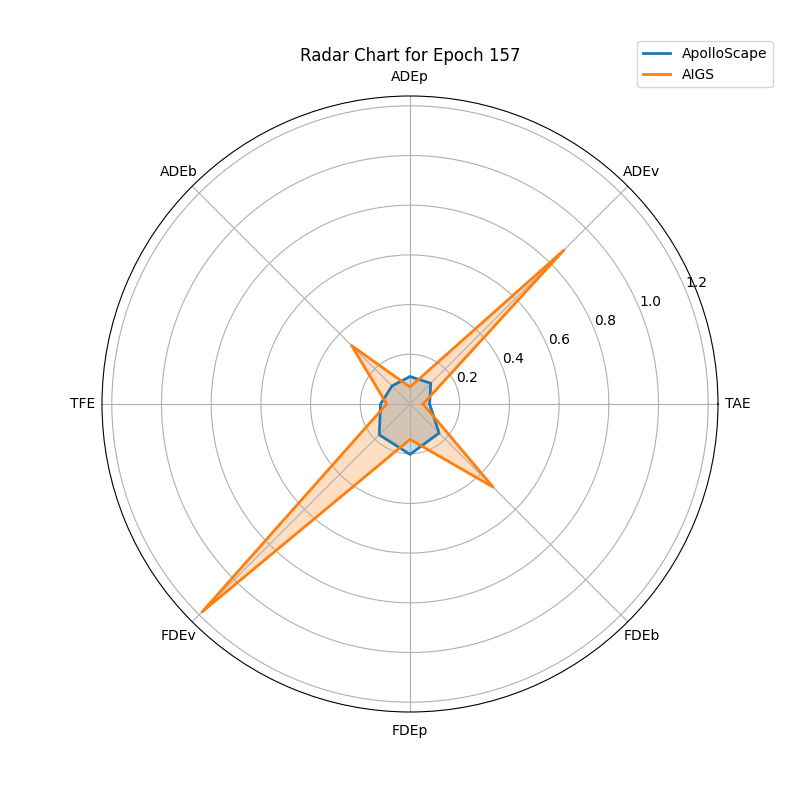 Radar Chart for Epoch 157
ApolloScape
AIGS
ADEp
ADEb
ADEv
1.2
1.0
0.8
0.6
0.4
0.2
TFE
TAE
FDEv
FDEb
FDEp